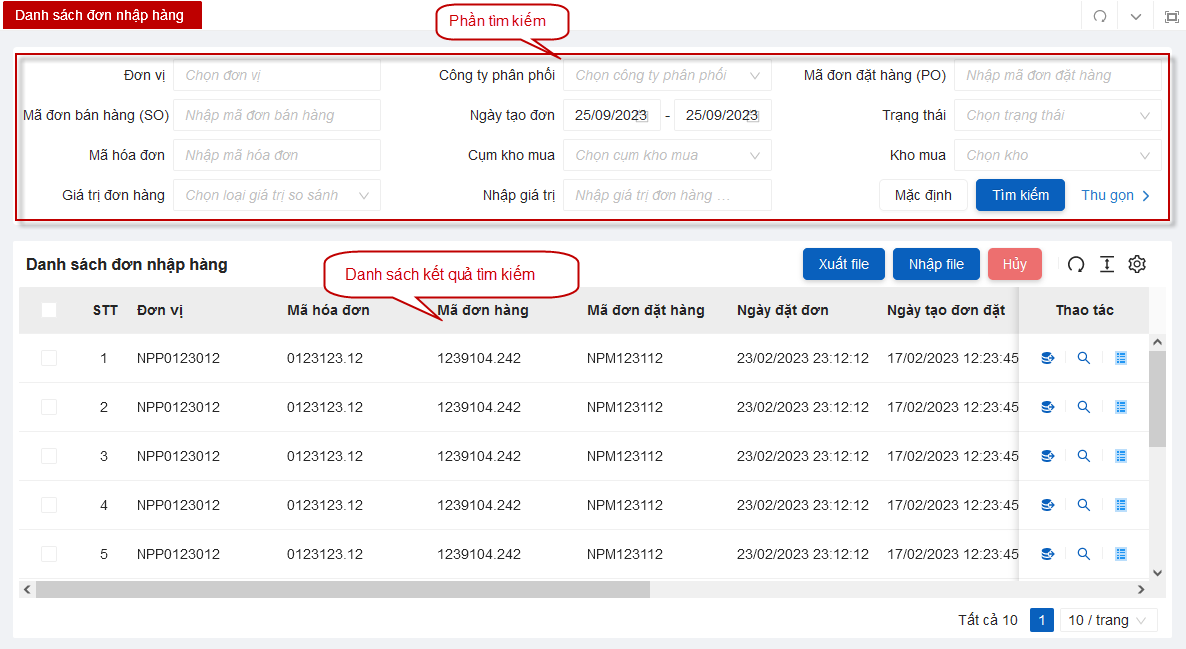 Danh sách đơn nhập hàng
Phần tìm kiếm
Đơn vị Chọn đơn vị Công ty phân phối Chọn công ty phân phối Mã đơn đặt hàng (PO) Nhập mã đơn đặt hàng
Mã đơn bán hàng (SO) Nhập mã đơn bán hàng Ngày tạo đơn 25/09/2023 - 25/09/2023 Trạng thái Chọn trạng thái
Mã hóa đơn Nhập mã hóa đơn Cụm kho mua Chọn cụm kho mua Kho mua Chọn kho
Giá trị đơn hàng Chọn loại giá trị so sánh Nhập giá trị Nhập giá trị đơn hàng ... Mặc định Tìm kiếm Thu gọn
Danh sách đơn nhập hàng Danh sách kết quả tìm kiếm Xuất file Nhập file Hủy
STT Đơn vị Mã hóa đơn Mã đơn hàng Mã đơn đặt hàng Ngày đặt đơn Ngày tạo đơn đặt Thao tác
1 NPP0123012 0123123.12 1239104.242 NPM123112 23/02/2023 23:12:12 17/02/2023 12:23:45
2 NPP0123012 0123123.12 1239104.242 NPM123112 23/02/2023 23:12:12 17/02/2023 12:23:45
3 NPP0123012 0123123.12 1239104.242 NPM123112 23/02/2023 23:12:12 17/02/2023 12:23:45
4 NPP0123012 0123123.12 1239104.242 NPM123112 23/02/2023 23:12:12 17/02/2023 12:23:45
5 NPP0123012 0123123.12 1239104.242 NPM123112 23/02/2023 23:12:12 17/02/2023 12:23:45
Tất cả 10 1 10 / trang